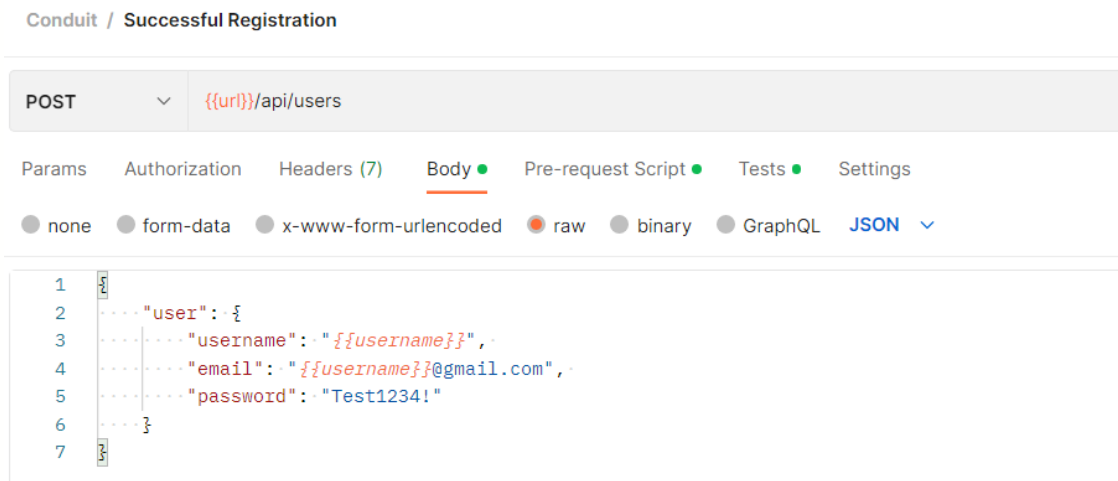 Conduit / Successful Registration
POST {{url}}/api/users
Params Authorization Headers (7) Body Pre-request Script Tests Settings
none form-data x-www-form-urlencoded raw binary GraphQL JSON
1 {
2 "user": {
3 "username": "{{username}}",
4 "email": "{{username}}@gmail.com",
5 "password": "Test1234!"
6 }
7 }